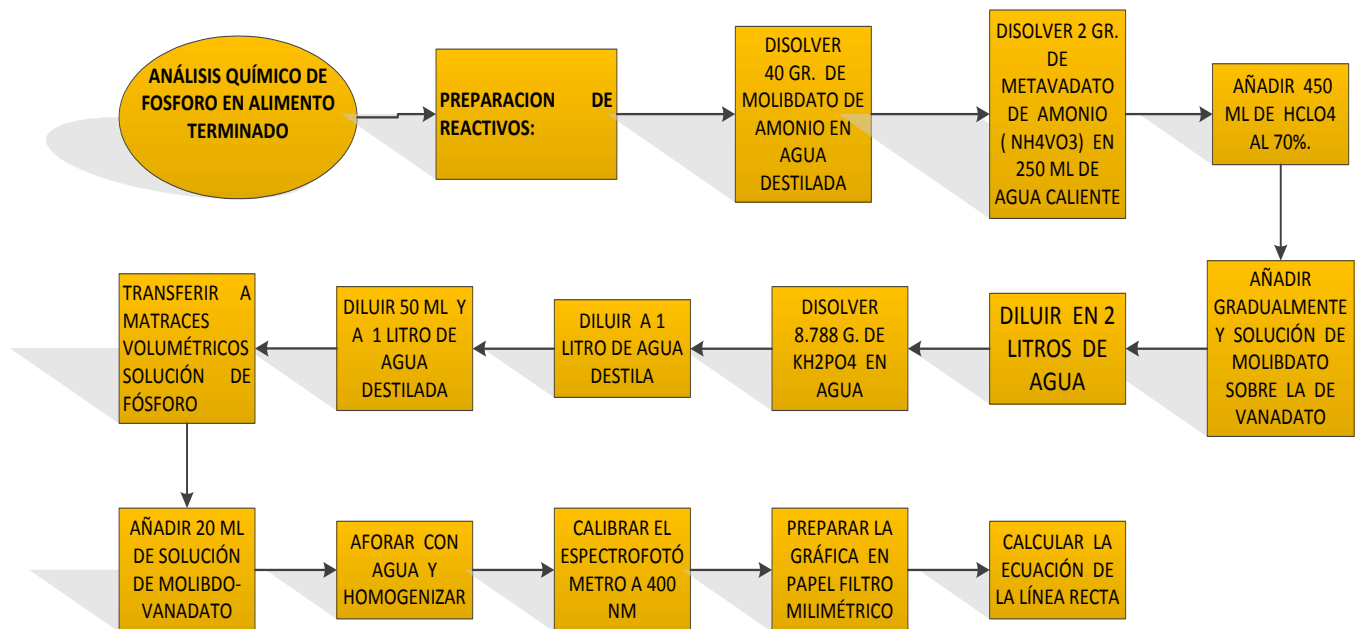 ANÁLISIS QUÍMICO DE
FOSFORO EN ALIMENTO
TERMINADO
PREPARACION DE
REACTIVOS:
DISOLVER
40 GR. DE
MOLIBDATO DE
AMONIO EN
AGUA
DESTILADA
DISOLVER 2 GR.
DE
METAVADATO
DE AMONIO
( NH4VO3) EN
250 ML DE
AGUA CALIENTE
AÑADIR 450
ML DE HCLO4
AL 70%.
AÑADIR
GRADUALMENTE
Y SOLUCIÓN DE
MOLIBDATO
SOBRE LA DE
VANADATO
DILUIR EN 2
LITROS DE
AGUA
DISOLVER
8.788 G. DE
KH2PO4 EN
AGUA
DILUIR A 1
LITRO DE AGUA
DESTILA
DILUIR 50 ML Y
A 1 LITRO DE
AGUA
DESTILADA
TRANSFERIR A
MATRACES
VOLUMÉTRICOS
SOLUCIÓN DE
FÓSFORO
AÑADIR 20 ML
DE SOLUCIÓN
DE MOLIBDO-
VANADATO
AFORAR CON
AGUA Y
HOMOGENIZAR
CALIBRAR EL
ESPECTROFOTÓ
METRO A 400
NM
PREPARAR LA
GRÁFICA EN
PAPEL FILTRO
MILIMÉTRICO
CALCULAR LA
ECUACIÓN DE
LA LÍNEA RECTA